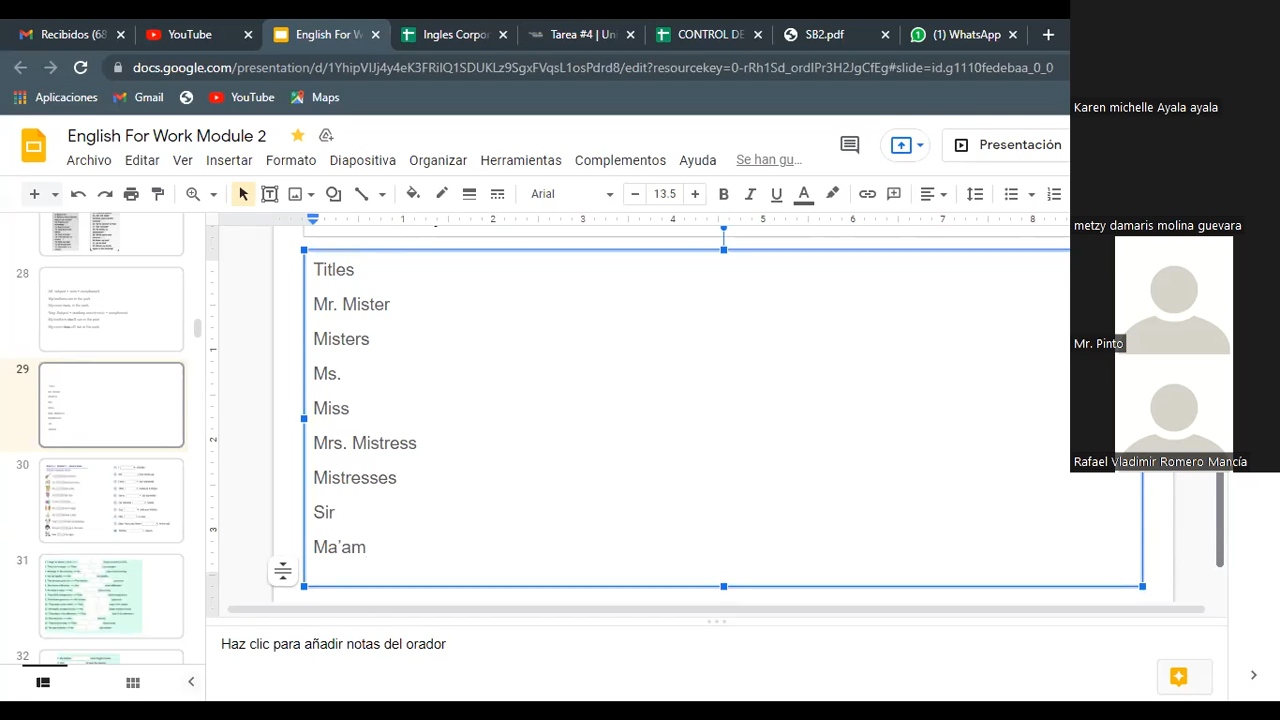 Recibidos (68
YouTube
English For W
Ingles Corpo
Tarea #4 | Un
CONTROL DE
SB2.pdf
(1) WhatsApp
docs.google.com/presentation/d/1YhipVlJj4y4eK3FRilQ1SDUKLz9SgxFVqsL1osPdrd8/edit?resourcekey=0-rRh1Sd_ordIPr3H2JgCfEg#slide=id.g1110fedebaa_0_0
Aplicaciones
Gmail
YouTube
Maps
English For Work Module 2
Archivo Editar Ver Insertar Formato Diapositiva Organizar Herramientas Complementos Ayuda Se han gu...
Presentación
Arial
13.5
28
29
30
31
32
Titles
Mr. Mister
Misters
Ms.
Mrs. Mistress
Sir
Ma'am
Haz clic para añadir notas del orador
Karen michelle Ayala ayala
metzy damaris molina guevara
Mr. Pinto
Rafael Vladimir Romero Mancía